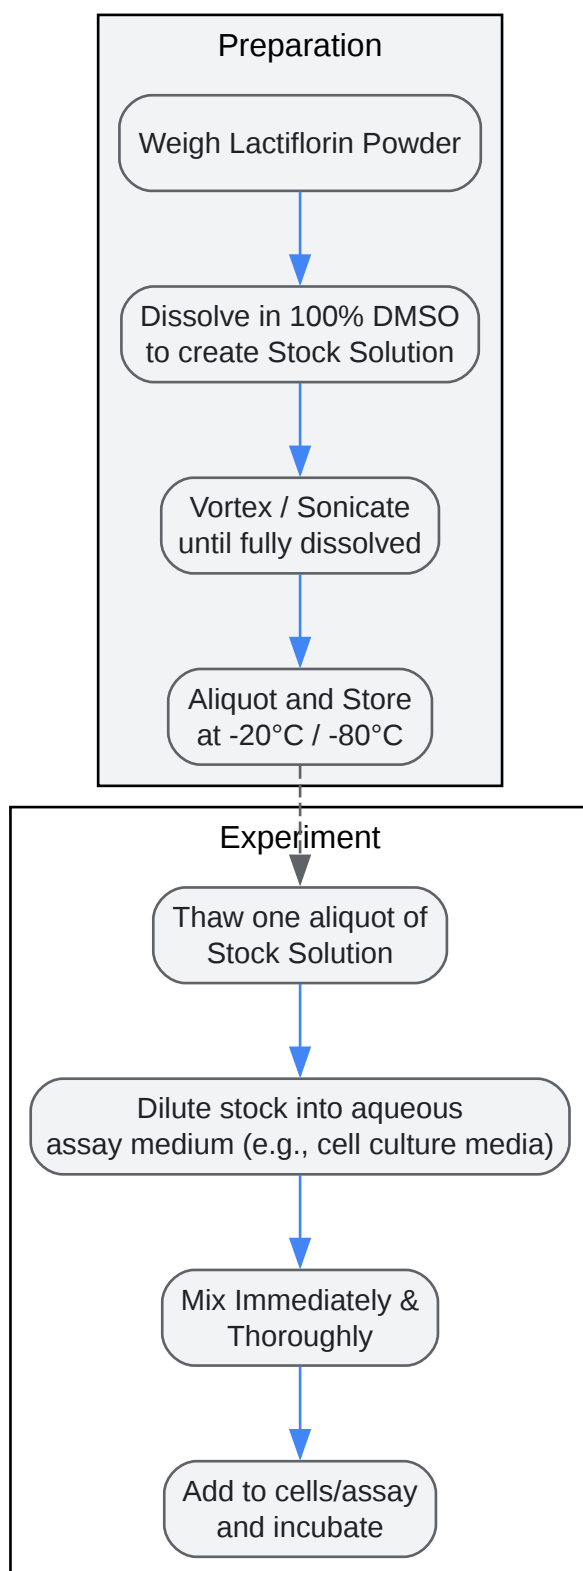 Preparation
Weigh Lactiflorin Powder
Dissolve in 100% DMSO
to create Stock Solution
Vortex / Sonicate
until fully dissolved
Aliquot and Store
at -20°C / -80°C
Experiment
Thaw one aliquot of
Stock Solution
Dilute stock into aqueous
assay medium (e.g., cell culture media)
Mix Immediately &
Thoroughly
Add to cells/assay
and incubate